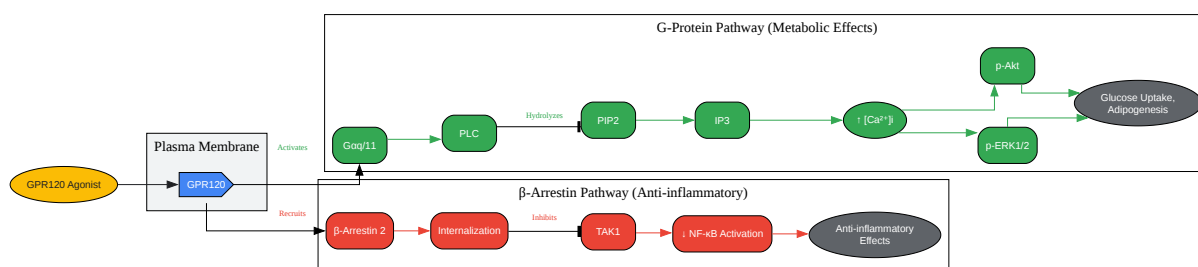 G-Protein Pathway (Metabolic Effects)
p-Akt
Glucose Uptake,
Adipogenesis
Hydrolyzes
PIP2
IP3
↑ [Ca²⁺]i
PLC
Gαq/11
p-ERK1/2
Plasma Membrane
Activates
GPR120 Agonist
GPR120
β-Arrestin Pathway (Anti-inflammatory)
Recruits
Inhibits
β-Arrestin 2
Internalization
TAK1
↓ NF-κB Activation
Anti-inflammatory
Effects